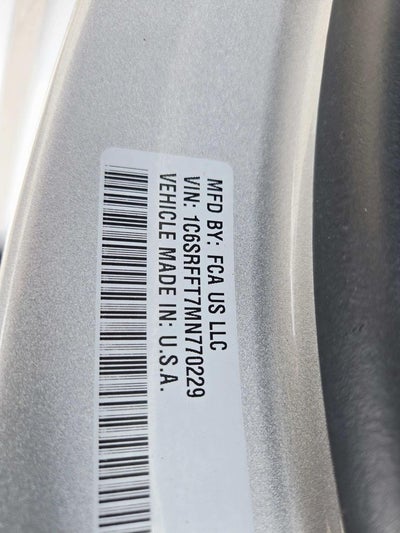 MFD BY: FCA US LLC
VIN: 1C6SRFFT7MN770229
VEHICLE MADE IN: U.S.A.